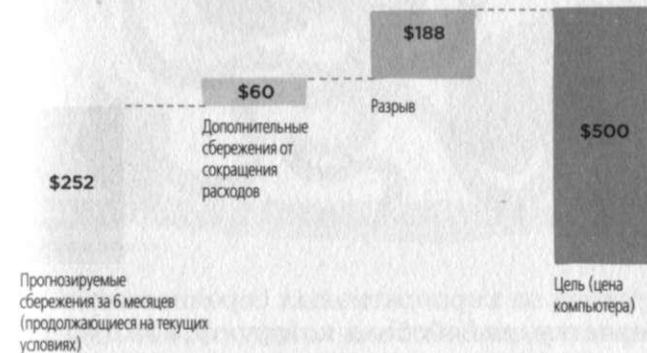 $188
$60
Разрыв
Дополнительные
сбережения от
сокращения
расходов
$500
$252
Прогнозируемые
сбережения за 6 месяцев
(продолжающиеся на текущих
условиях)
Цель (цена
компьютера)